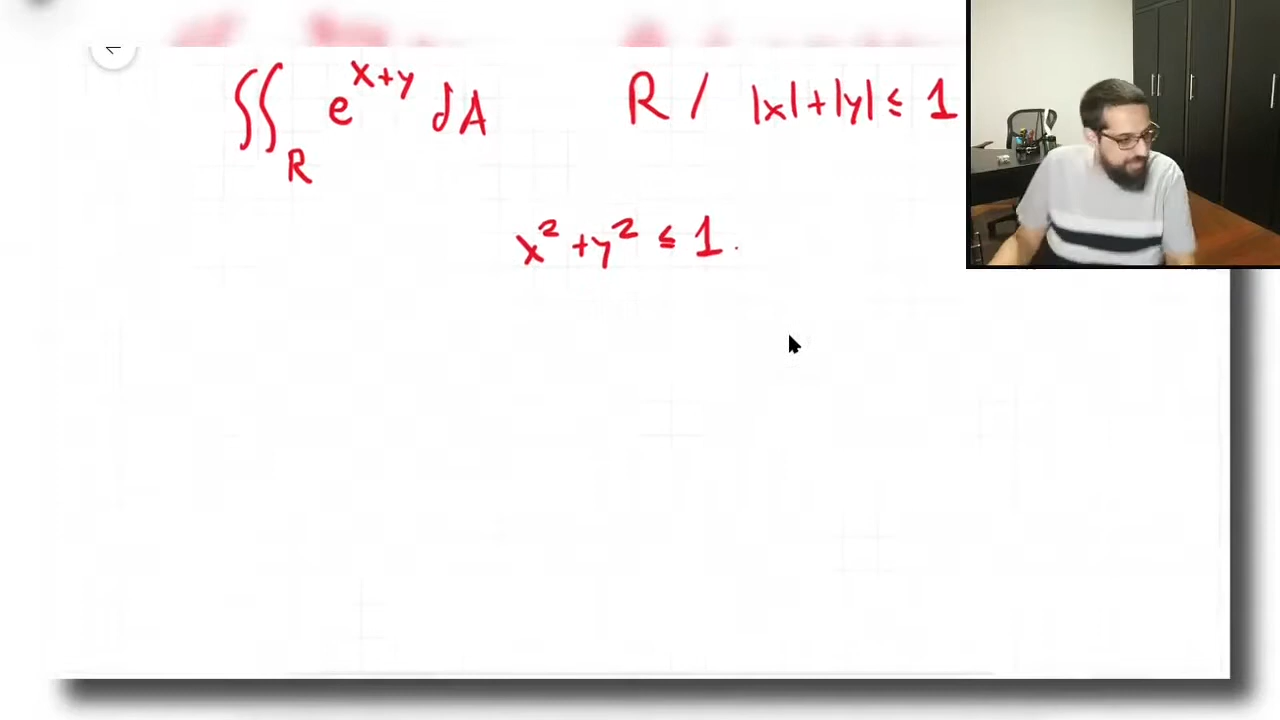 ∬_R e^{x+y} dA R / |x|+|y| ≤ 1
x² + y² ≤ 1.